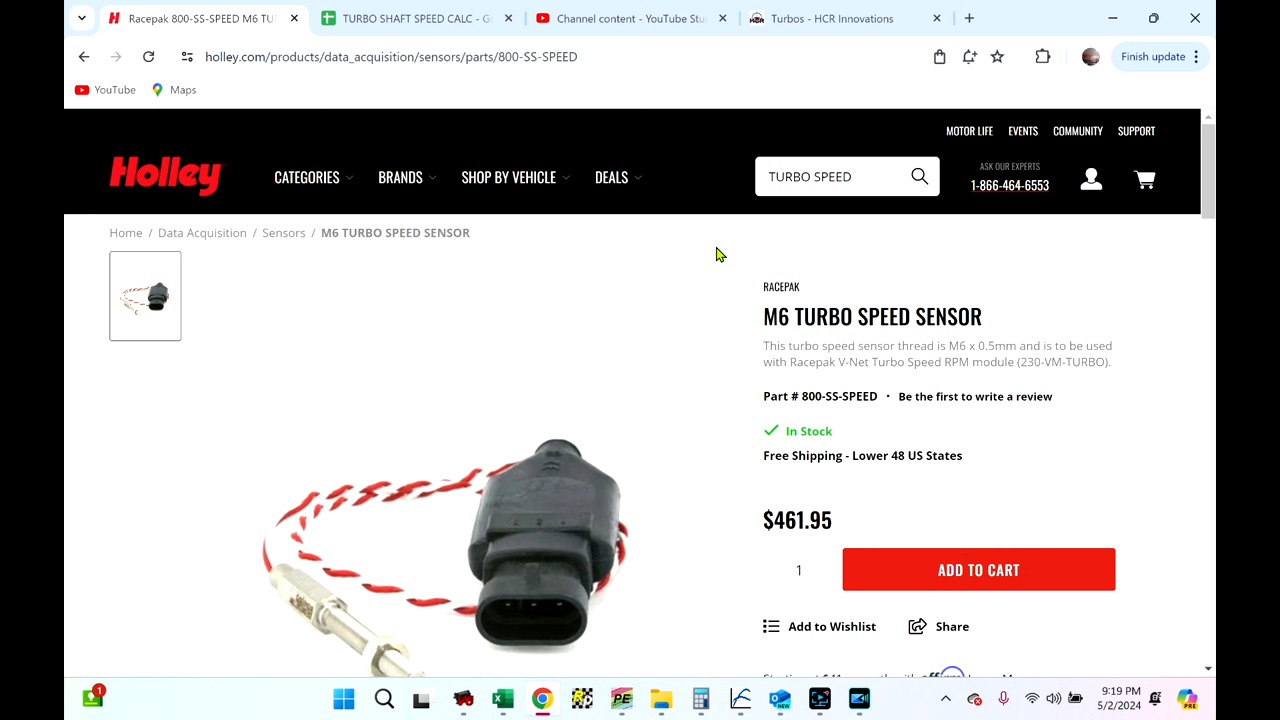 Racepak 800-SS-SPEED M6 TU
TURBO SHAFT SPEED CALC - G
Channel content - YouTube Stu
Turbos - HCR Innovations
holley.com/products/data_acquisition/sensors/parts/800-SS-SPEED
Finish update
YouTube
Maps
MOTOR LIFE EVENTS COMMUNITY SUPPORT
Holley
CATEGORIES BRANDS SHOP BY VEHICLE DEALS
TURBO SPEED
ASK OUR EXPERTS
1-866-464-6553
Home / Data Acquisition / Sensors / M6 TURBO SPEED SENSOR
RACEPAK
M6 TURBO SPEED SENSOR
This turbo speed sensor thread is M6 x 0.5mm and is to be used
with Racepak V-Net Turbo Speed RPM module (230-VM-TURBO).
Part # 800-SS-SPEED • Be the first to write a review
In Stock
Free Shipping - Lower 48 US States
$461.95
1
ADD TO CART
Add to Wishlist
Share
1
PE
NEW
9:19 PM
5/2/2024
PRE